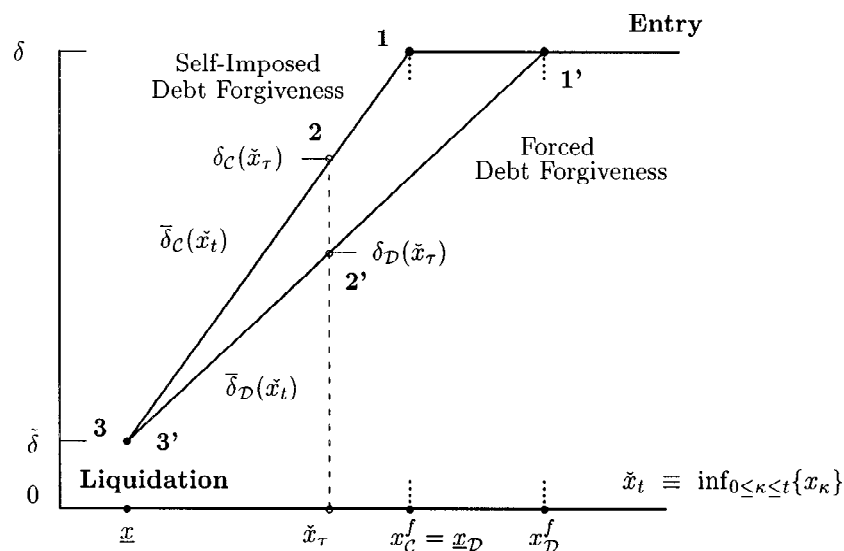 Entry
δ
1
Self-Imposed
Debt Forgiveness
1'
2
Forced
Debt Forgiveness
δ_C(x̌_τ)
δ̅_C(x̌_t)
δ_D(x̌_τ)
2'
δ̅_D(x̌_t)
3
3'
δ̌
Liquidation
x̌_t ≡ inf_{0≤κ≤t}{x_κ}
0
x̲
x̌_τ
x_C^f = x̲_D
x_D^f